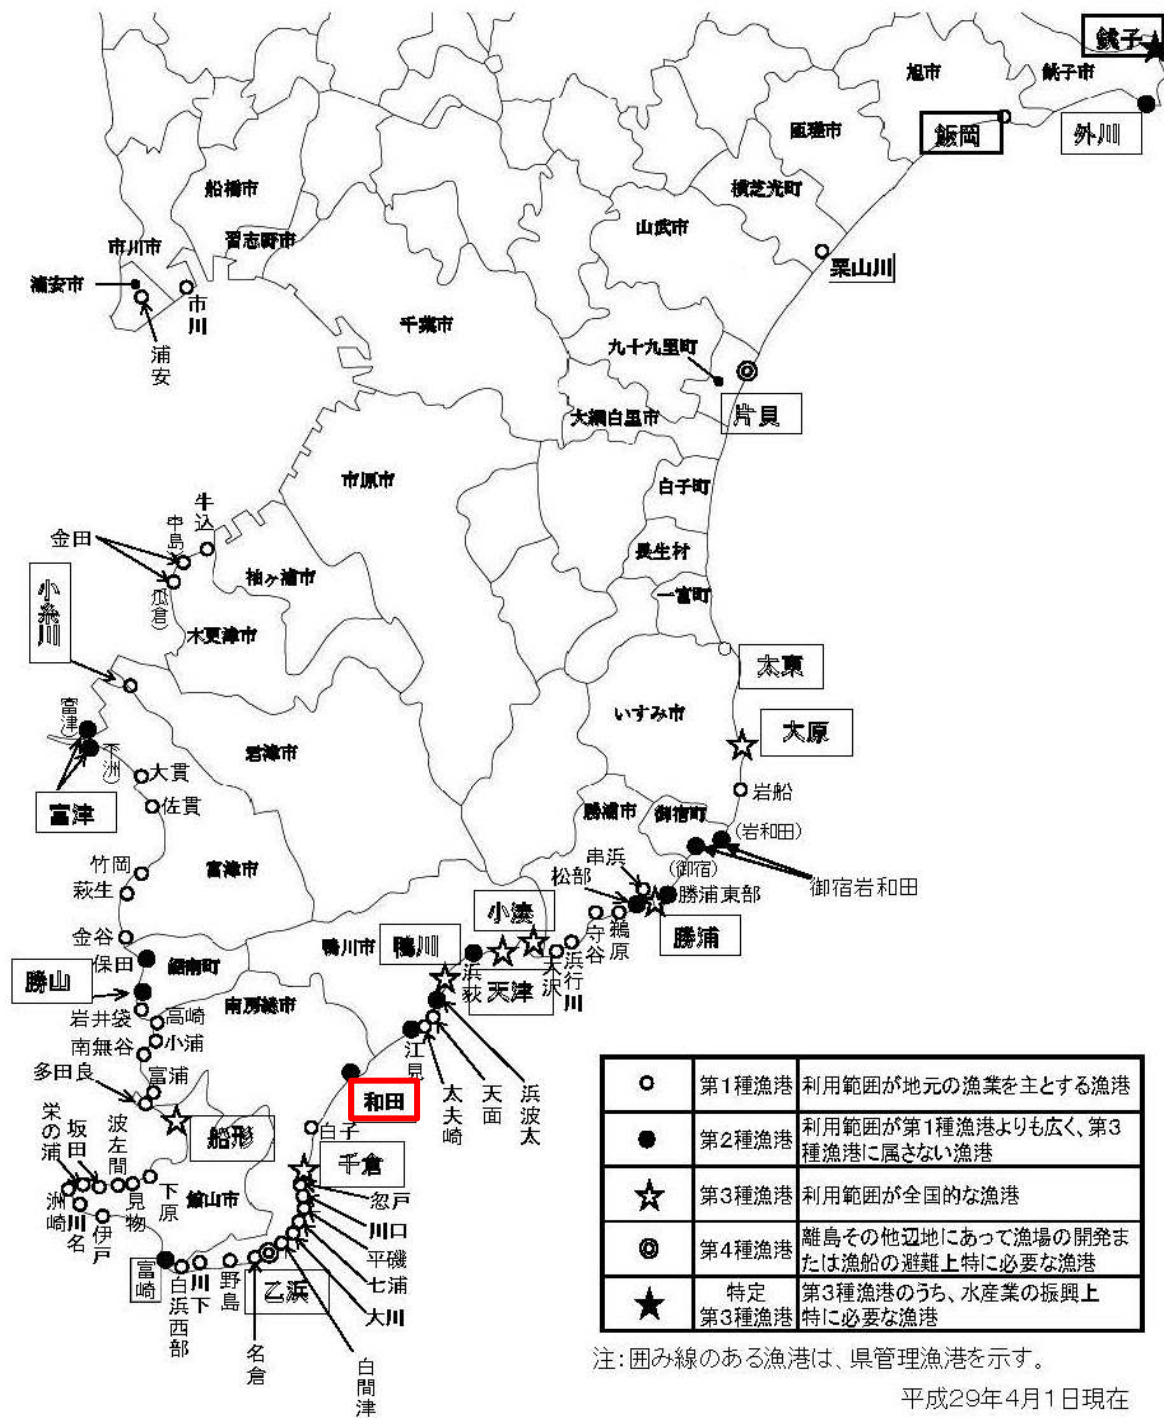 銚子
旭市
銚子市
飯岡
外川
匝瑳市
横芝光町
船橋市
山武市
習志野市
市川市
栗山川
浦安市
市川
千葉市
浦安
九十九里町
片貝
大網白里市
市原市
白子町
牛込
中島
金田
長生村
袖ヶ浦市
小糸川
(瓜倉)
一宮町
木更津市
太東
いすみ市
(富津)
大原
君津市
(下洲)
大貫
岩船
富津
佐貫
勝浦市
御宿町
(岩和田)
竹岡
富津市
串浜
(御宿)
萩生
松部
勝浦東部
御宿岩和田
小湊
守谷
鵜原
勝浦
金谷
鴨川市
鴨川
保田
鋸南町
浜荻
大沢
浜行川
勝山
天津
岩井袋
高崎
南房総市
南無谷
小浦
江見
多田良
富浦
太夫崎
天面
浜波太
和田
船形
白子
栄の浦
坂田
波左間
千倉
館山市
忍戸
洲崎
川名
伊戸
見物
下原
川口
平磯
七浦
富崎
白浜西部
川下
野島
乙浜
大川
名倉
白間津
第1種漁港 利用範囲が地元の漁業を主とする漁港
第2種漁港 利用範囲が第1種漁港よりも広く、第3
種漁港に属さない漁港
第3種漁港 利用範囲が全国的な漁港
第4種漁港 離島その他辺地にあって漁場の開発ま
たは漁船の避難上特に必要な漁港
特定
第3種漁港 第3種漁港のうち、水産業の振興上
特に必要な漁港
注:囲み線のある漁港は、県管理漁港を示す。
平成29年4月1日現在